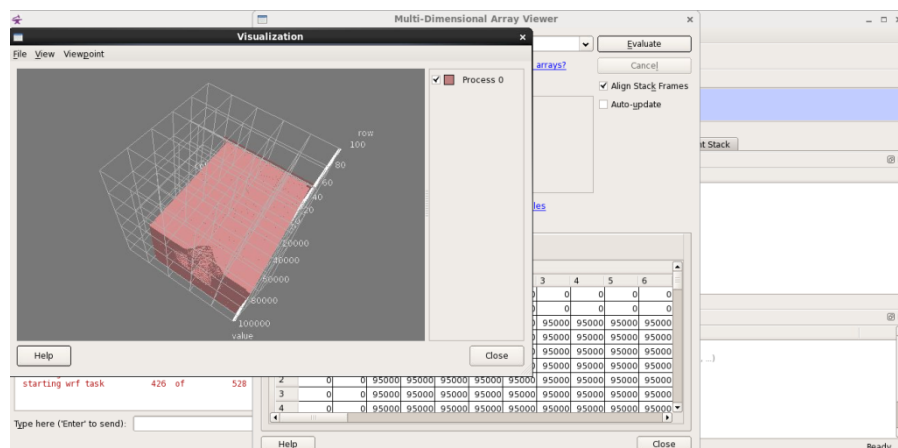 Multi-Dimensional Array Viewer
Visualization
File View Viewpoint
Process 0
row
100
80
60
40
20
20000
40000
60000
80000
100000
value
Help
Close
arrays?
Evaluate
Cancel
Align Stack Frames
Auto-update
nt Stack
les
3 4 5 6
0 0 0 0
0 0 0 0
95000 95000 95000 95000
95000 95000 95000 95000
95000 95000 95000 95000
95000 95000 95000 95000
95000 95000 95000 95000
2 0 0 95000 95000 95000 95000 95000 95000 95000
3 0 0 95000 95000 95000 95000 95000 95000 95000
4 0 0 95000 95000 95000 95000 95000 95000 95000
starting wrf task 426 of 528
Type here ('Enter' to send):
Help
Close
Ready